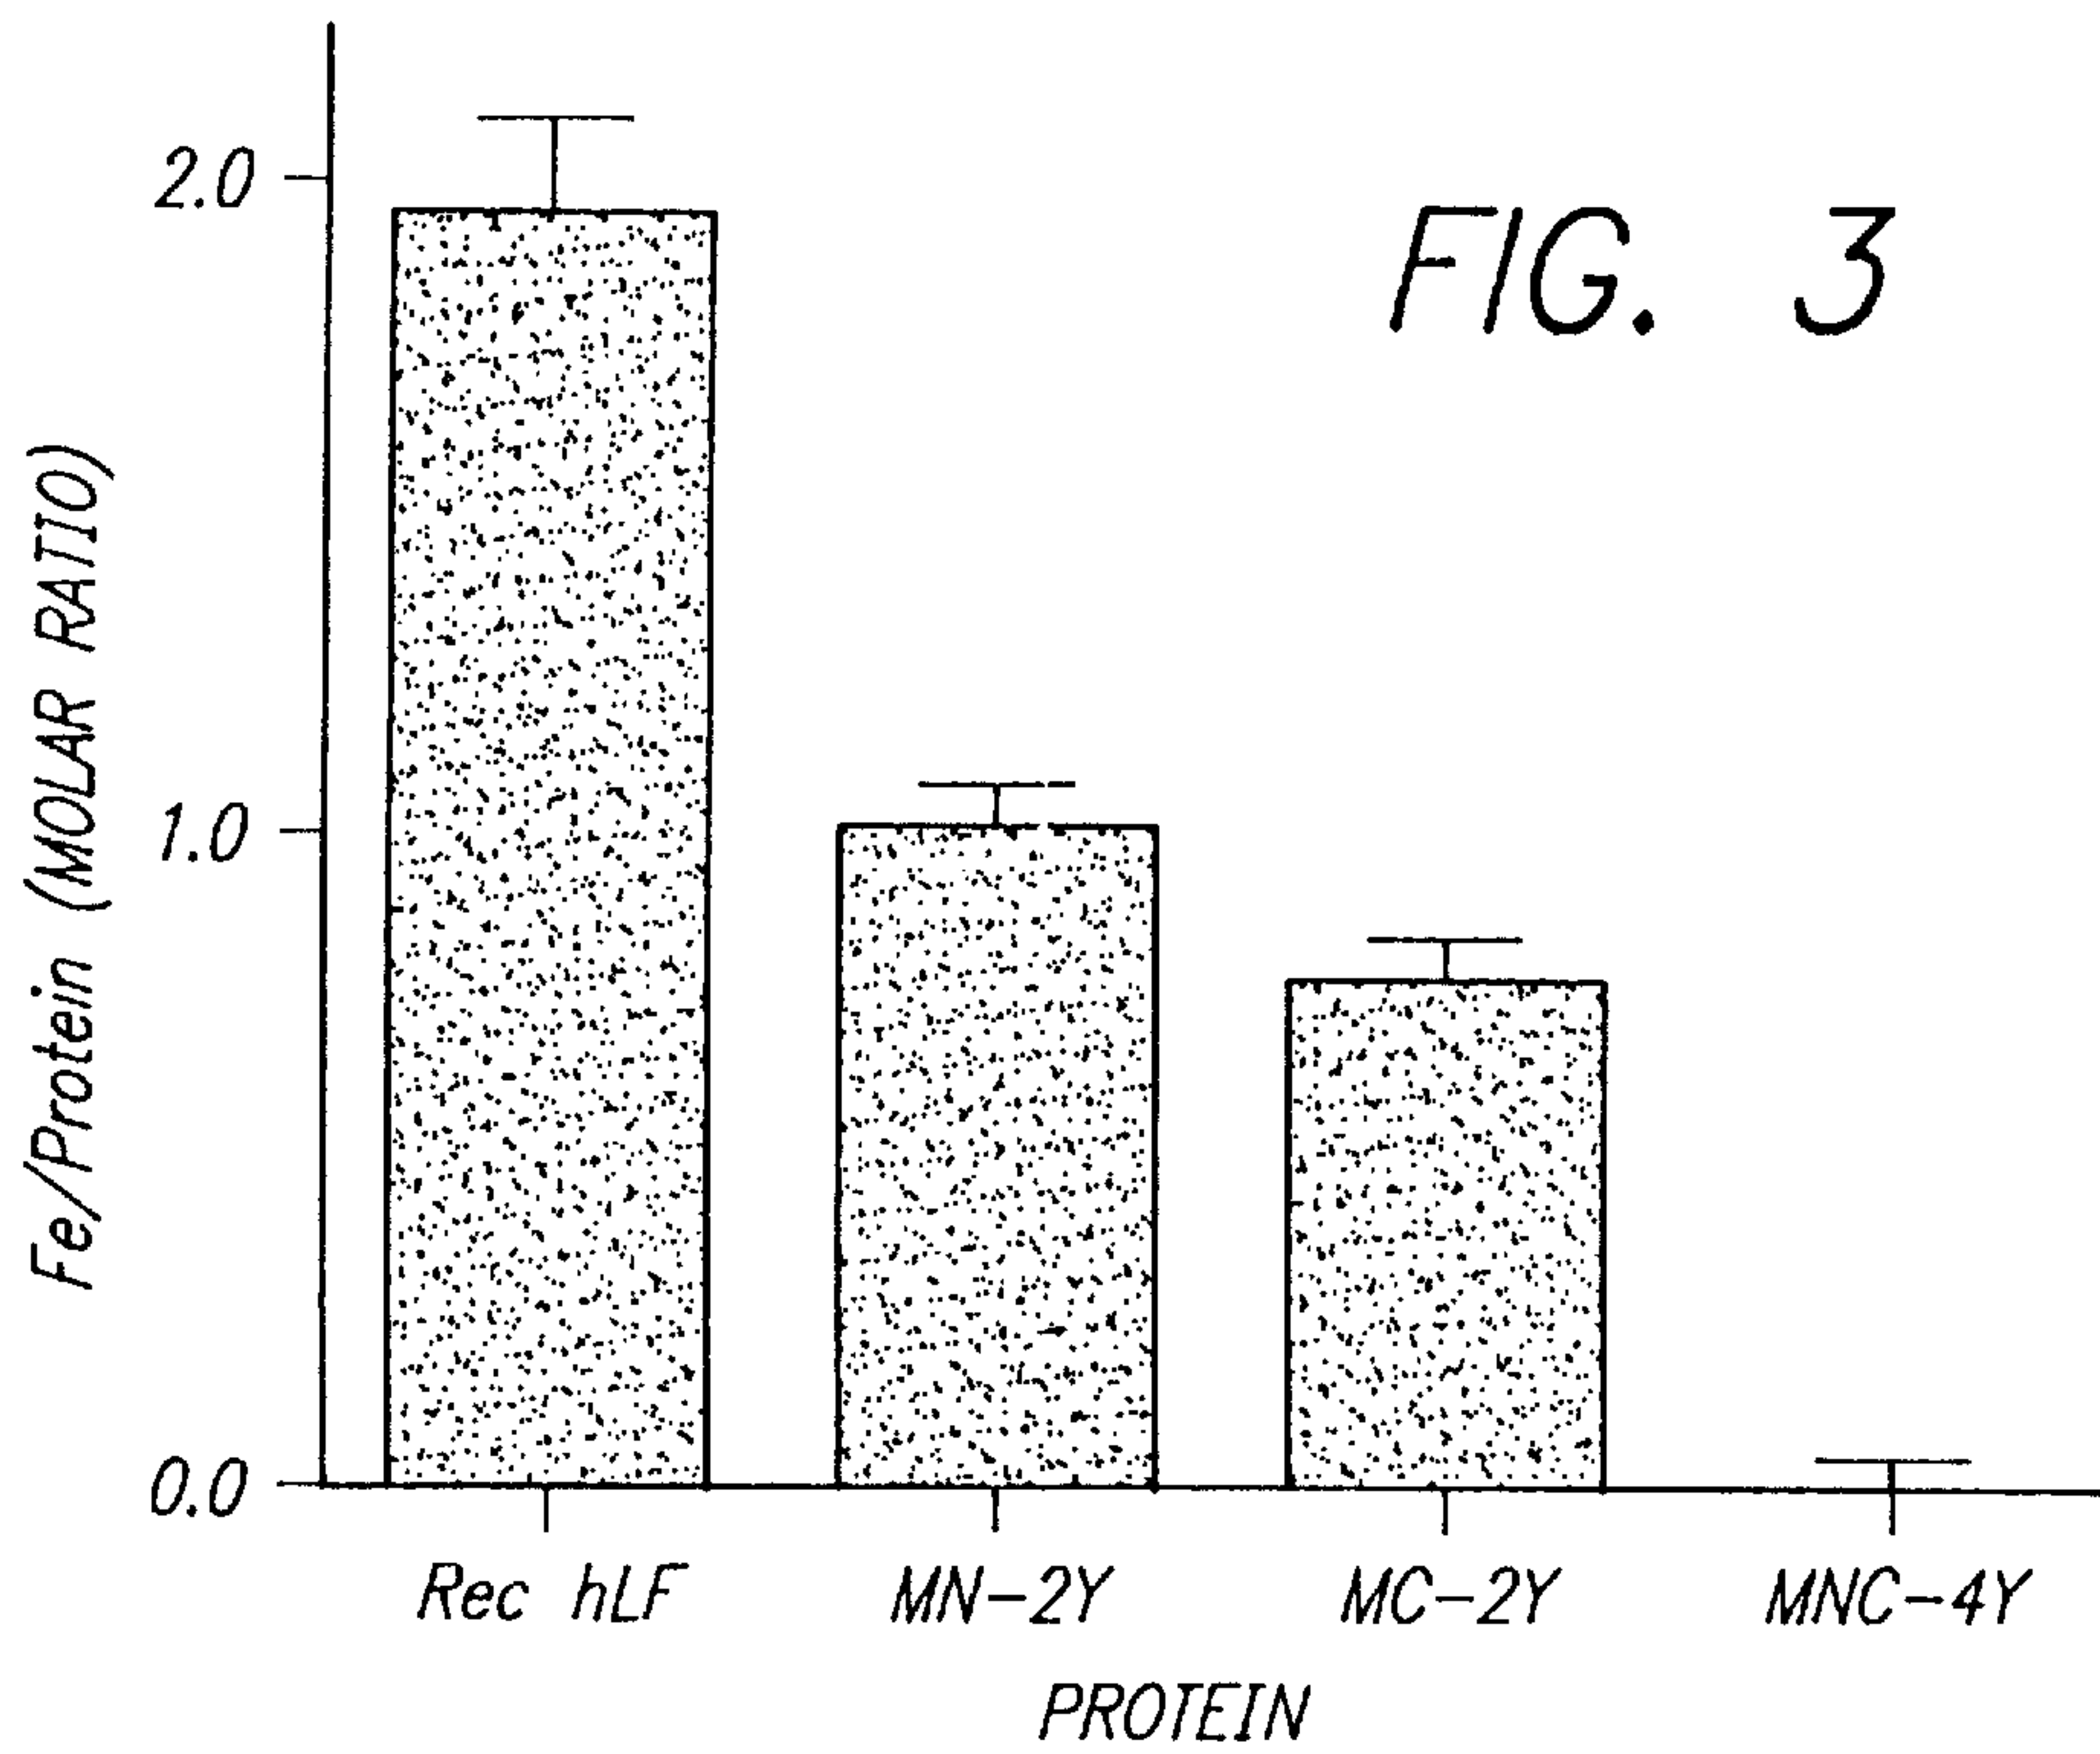 FIG. 3
Fe/Protein (MOLAR RATIO)
2.0
1.0
0.0
Rec hLF MN-2Y MC-2Y MNC-4Y
PROTEIN